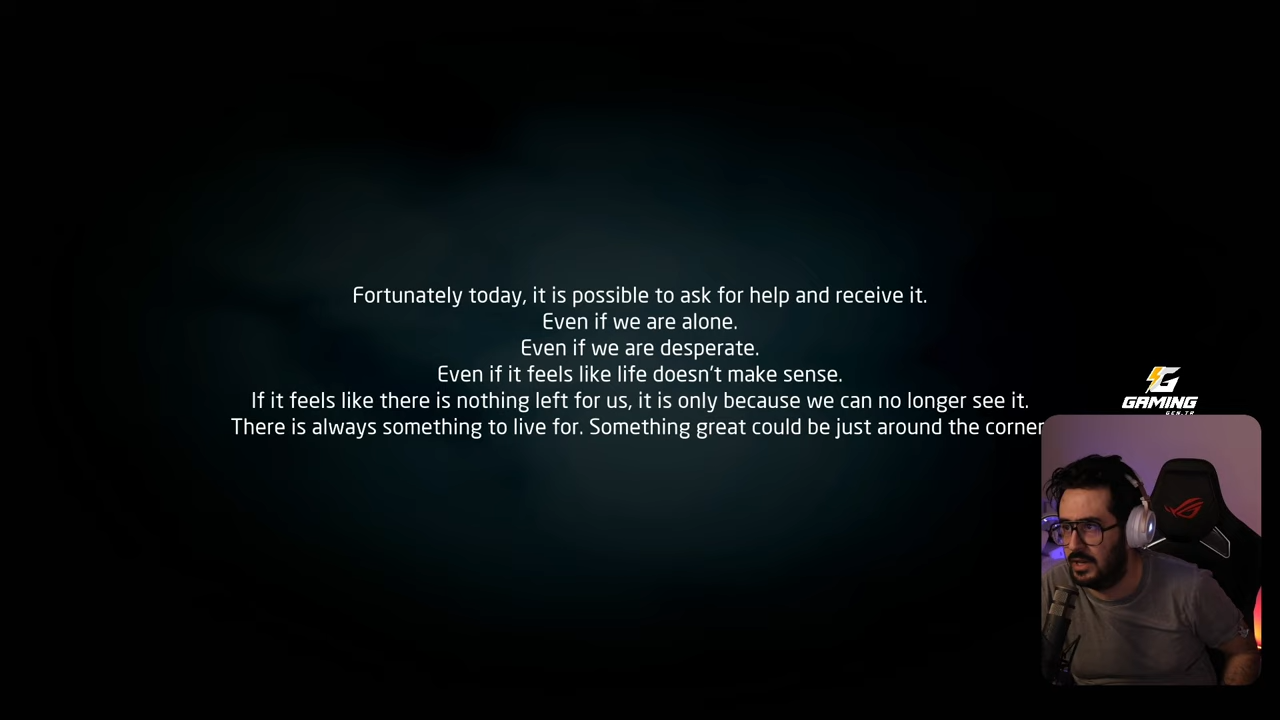 Fortunately today, it is possible to ask for help and receive it.
Even if we are alone.
Even if we are desperate.
Even if it feels like life doesn't make sense.
If it feels like there is nothing left for us, it is only because we can no longer see it.
There is always something to live for. Something great could be just around the corner
G
GAMING
GEN.TR